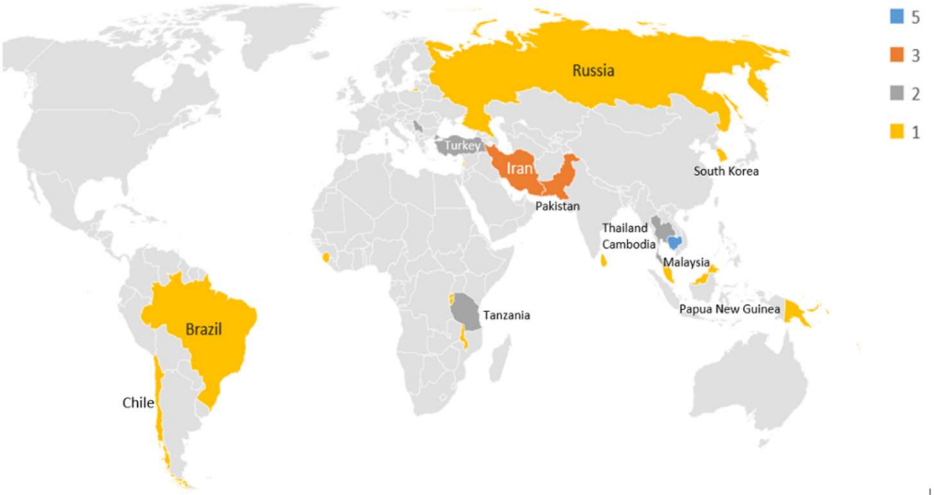 5
3
2
1
Russia
Turkey
Iran
South Korea
Pakistan
Thailand
Cambodia
Malaysia
Papua New Guinea
Tanzania
Brazil
Chile